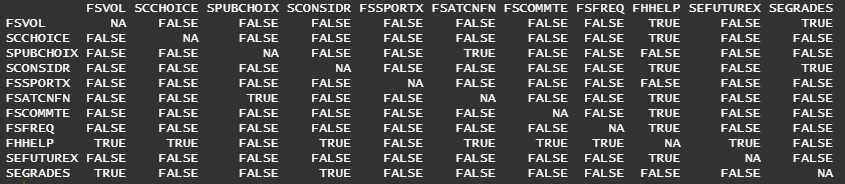 FSVOL SCCHOICE SPUBCHOIX SCONSIDR FSSPORTX FSATCNFN FSCOMMTE FSFREQ FHHELP SEFUTUREX SEGRADES
FSVOL NA FALSE FALSE FALSE FALSE FALSE FALSE FALSE TRUE FALSE TRUE
SCCHOICE FALSE NA FALSE FALSE FALSE FALSE FALSE FALSE TRUE FALSE FALSE
SPUBCHOIX FALSE FALSE NA FALSE FALSE TRUE FALSE FALSE FALSE FALSE FALSE
SCONSIDR FALSE FALSE FALSE NA FALSE FALSE FALSE FALSE TRUE FALSE TRUE
FSSPORTX FALSE FALSE FALSE FALSE NA FALSE FALSE FALSE FALSE FALSE FALSE
FSATCNFN FALSE FALSE TRUE FALSE FALSE NA FALSE FALSE TRUE FALSE FALSE
FSCOMMTE FALSE FALSE FALSE FALSE FALSE FALSE NA FALSE TRUE FALSE FALSE
FSFREQ FALSE FALSE FALSE FALSE FALSE FALSE FALSE NA TRUE FALSE FALSE
FHHELP TRUE TRUE FALSE TRUE FALSE TRUE TRUE TRUE NA TRUE FALSE
SEFUTUREX FALSE FALSE FALSE FALSE FALSE FALSE FALSE FALSE TRUE NA FALSE
SEGRADES TRUE FALSE FALSE TRUE FALSE FALSE FALSE FALSE FALSE FALSE NA